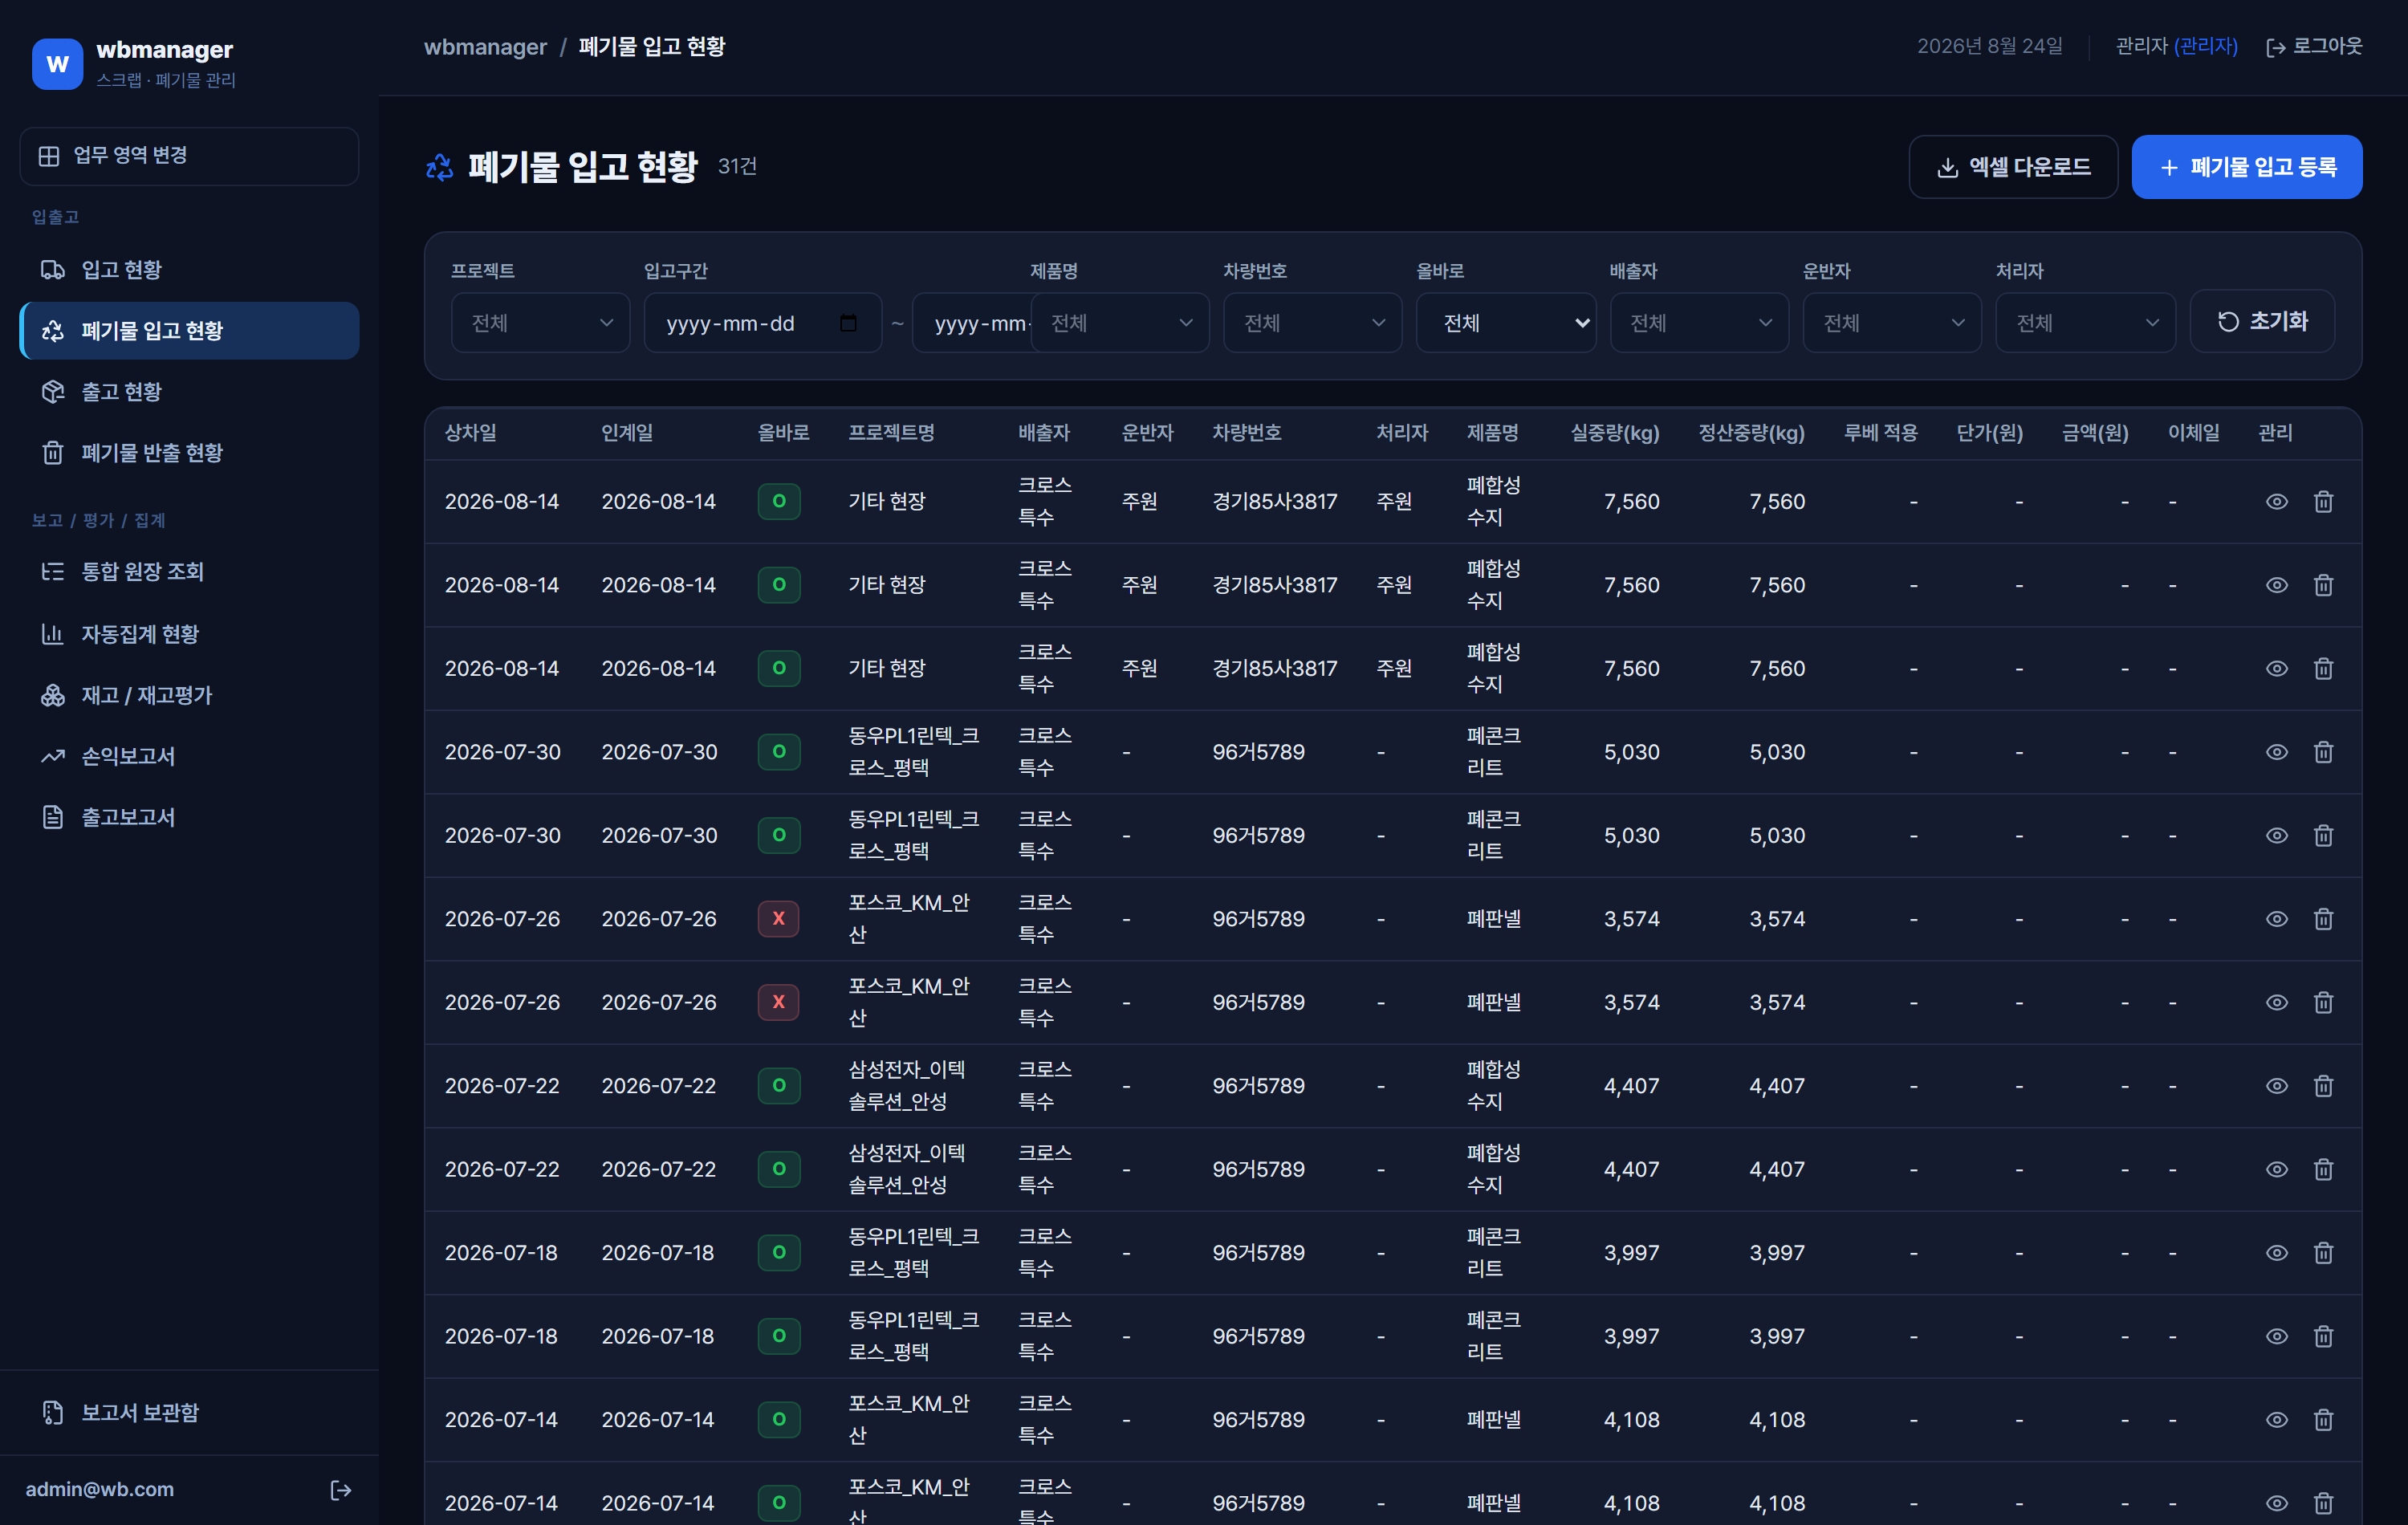 W
wbmanager
스크랩 · 폐기물 관리
업무 영역 변경
입출고
입고 현황
폐기물 입고 현황
출고 현황
폐기물 반출 현황
보고 / 평가 / 집계
통합 원장 조회
자동집계 현황
재고 / 재고평가
손익보고서
출고보고서
보고서 보관함
admin@wb.com
wbmanager / 폐기물 입고 현황
2026년 8월 24일 관리자 (관리자) 로그아웃
폐기물 입고 현황 31건
엑셀 다운로드 + 폐기물 입고 등록
프로젝트 입고구간 제품명 차량번호 올바로 배출자 운반자 처리자
전체 yyyy-mm-dd ~ yyyy-mm- 전체 전체 전체 전체 전체 전체 초기화
상차일 인계일 올바로 프로젝트명 배출자 운반자 차량번호 처리자 제품명 실중량(kg) 정산중량(kg) 루베 적용 단가(원) 금액(원) 이체일 관리
2026-08-14 2026-08-14 O 기타 현장 크로스 주원 경기85사3817 주원 폐합성 7,560 7,560 - - - -
특수 수지
2026-08-14 2026-08-14 O 기타 현장 크로스 주원 경기85사3817 주원 폐합성 7,560 7,560 - - - -
특수 수지
2026-08-14 2026-08-14 O 기타 현장 크로스 주원 경기85사3817 주원 폐합성 7,560 7,560 - - - -
특수 수지
2026-07-30 2026-07-30 O 동우PL1린텍_크 크로스 - 96거5789 - 폐콘크 5,030 5,030 - - - -
로스_평택 특수 리트
2026-07-30 2026-07-30 O 동우PL1린텍_크 크로스 - 96거5789 - 폐콘크 5,030 5,030 - - - -
로스_평택 특수 리트
2026-07-26 2026-07-26 X 포스코_KM_안 크로스 - 96거5789 - 폐판넬 3,574 3,574 - - - -
산 특수
2026-07-26 2026-07-26 X 포스코_KM_안 크로스 - 96거5789 - 폐판넬 3,574 3,574 - - - -
산 특수
2026-07-22 2026-07-22 O 삼성전자_이텍 크로스 - 96거5789 - 폐합성 4,407 4,407 - - - -
솔루션_안성 특수 수지
2026-07-22 2026-07-22 O 삼성전자_이텍 크로스 - 96거5789 - 폐합성 4,407 4,407 - - - -
솔루션_안성 특수 수지
2026-07-18 2026-07-18 O 동우PL1린텍_크 크로스 - 96거5789 - 폐콘크 3,997 3,997 - - - -
로스_평택 특수 리트
2026-07-18 2026-07-18 O 동우PL1린텍_크 크로스 - 96거5789 - 폐콘크 3,997 3,997 - - - -
로스_평택 특수 리트
2026-07-14 2026-07-14 O 포스코_KM_안 크로스 - 96거5789 - 폐판넬 4,108 4,108 - - - -
산 특수
2026-07-14 2026-07-14 O 포스코_KM_안 크로스 - 96거5789 - 폐판넬 4,108 4,108 - - - -
산 특수